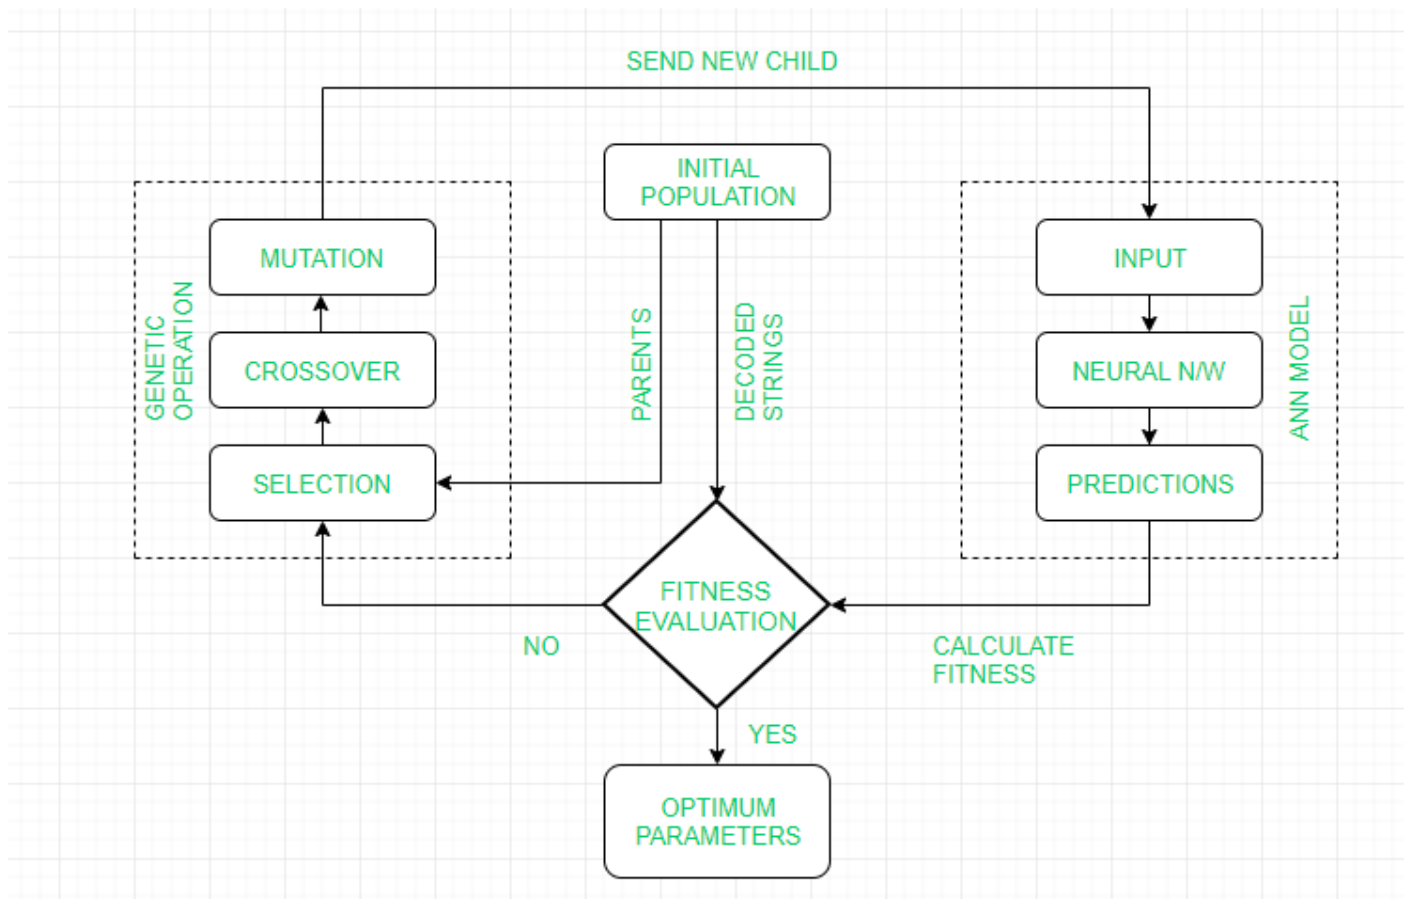 SEND NEW CHILD
INITIAL
POPULATION
MUTATION
CROSSOVER
SELECTION
GENETIC
OPERATION
PARENTS
DECODED
STRINGS
INPUT
NEURAL N/W
PREDICTIONS
ANN MODEL
FITNESS
EVALUATION
NO
CALCULATE
FITNESS
YES
OPTIMUM
PARAMETERS